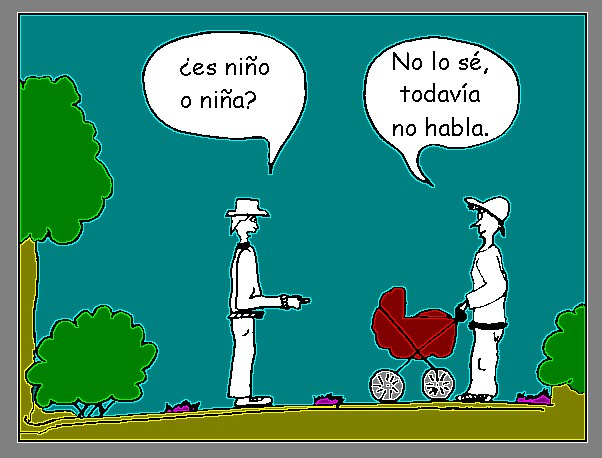 ¿es niño
o niña?
No lo sé,
todavía
no habla.